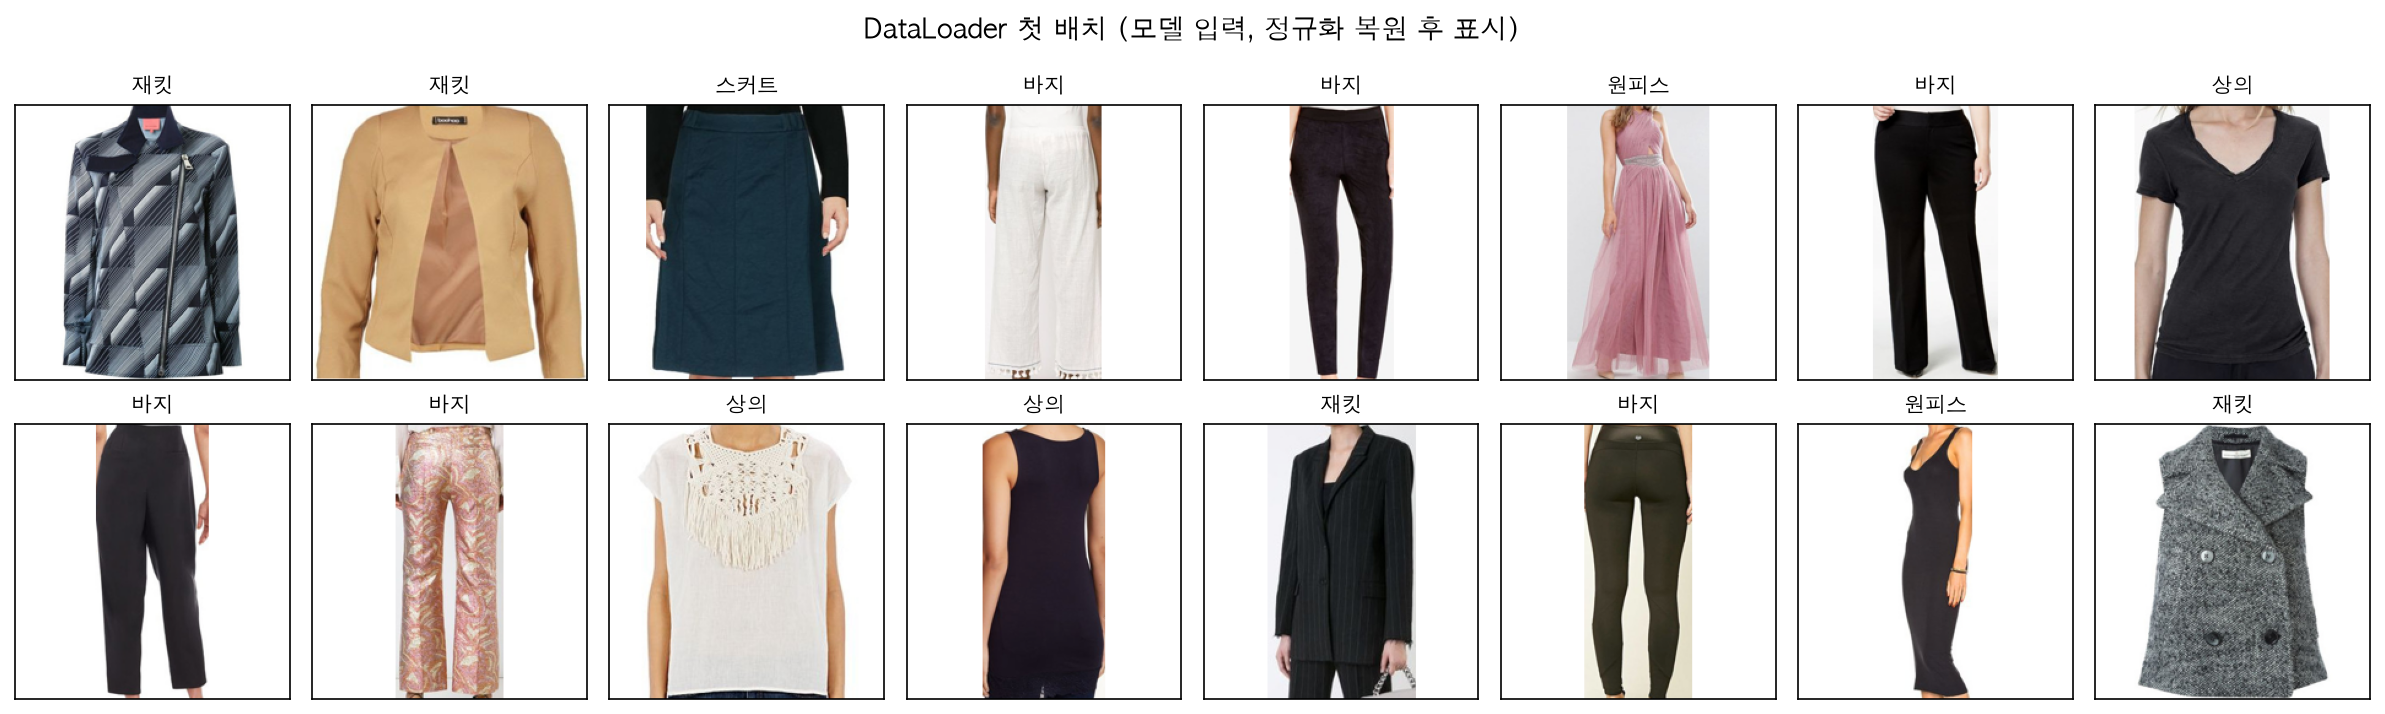 DataLoader 첫 배치 (모델 입력, 정규화 복원 후 표시)
재킷 재킷 스커트 바지 바지 원피스 바지 상의
boohoo
바지 바지 상의 상의 재킷 바지 원피스 재킷